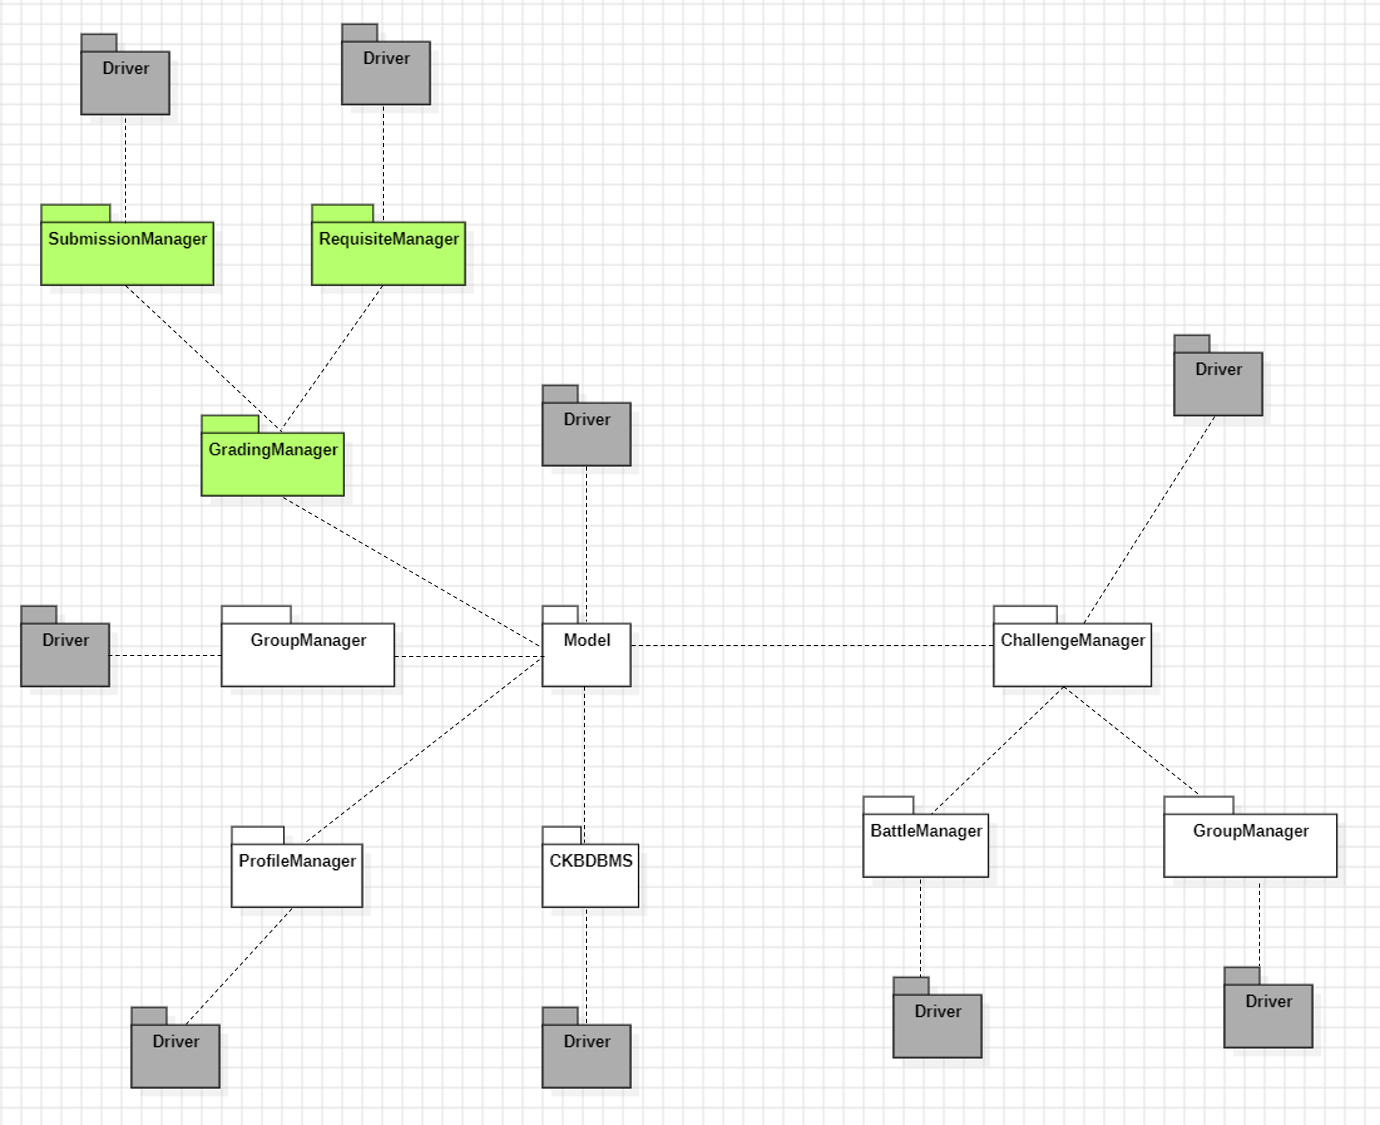 Driver
Driver
SubmissionManager
RequisiteManager
Driver
GradingManager
Driver
Driver
GroupManager
Model
ChallengeManager
ProfileManager
CKBDBMS
BattleManager
GroupManager
Driver
Driver
Driver
Driver